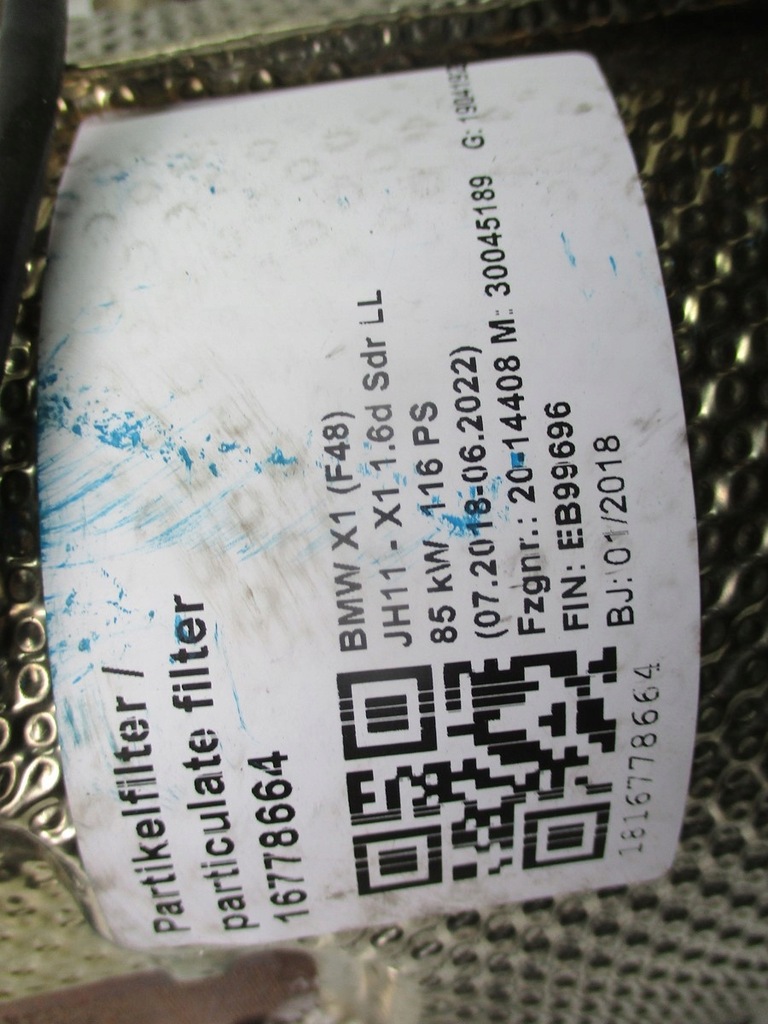 Partikelfilter /
particulate filter
16778664
BMW X1 (F48)
JH11 - X1 1.6d Sdr LL
85 kW 116 PS
(07.2018-06.2022)
Fzgnr.: 20-14408 M: 30045189 G:
FIN: EB99696
BJ: 01/2018
1816778664